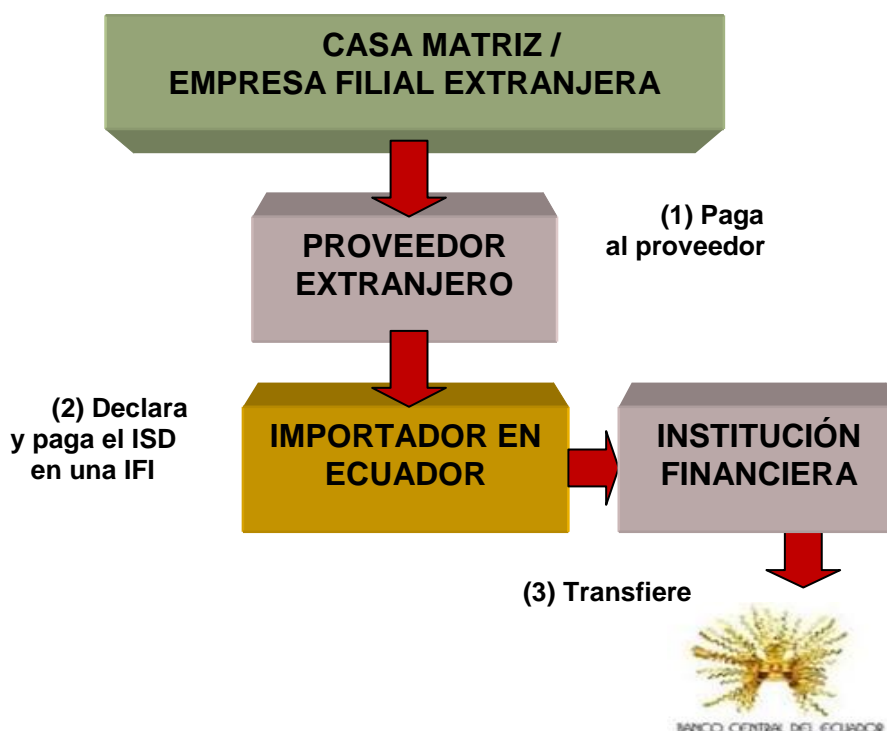 CASA MATRIZ /
EMPRESA FILIAL EXTRANJERA
(1) Paga
al proveedor
PROVEEDOR
EXTRANJERO
(2) Declara
y paga el ISD
en una IFI
IMPORTADOR EN
ECUADOR
INSTITUCIÓN
FINANCIERA
(3) Transfiere
BANCO CENTRAL DEL ECUADOR